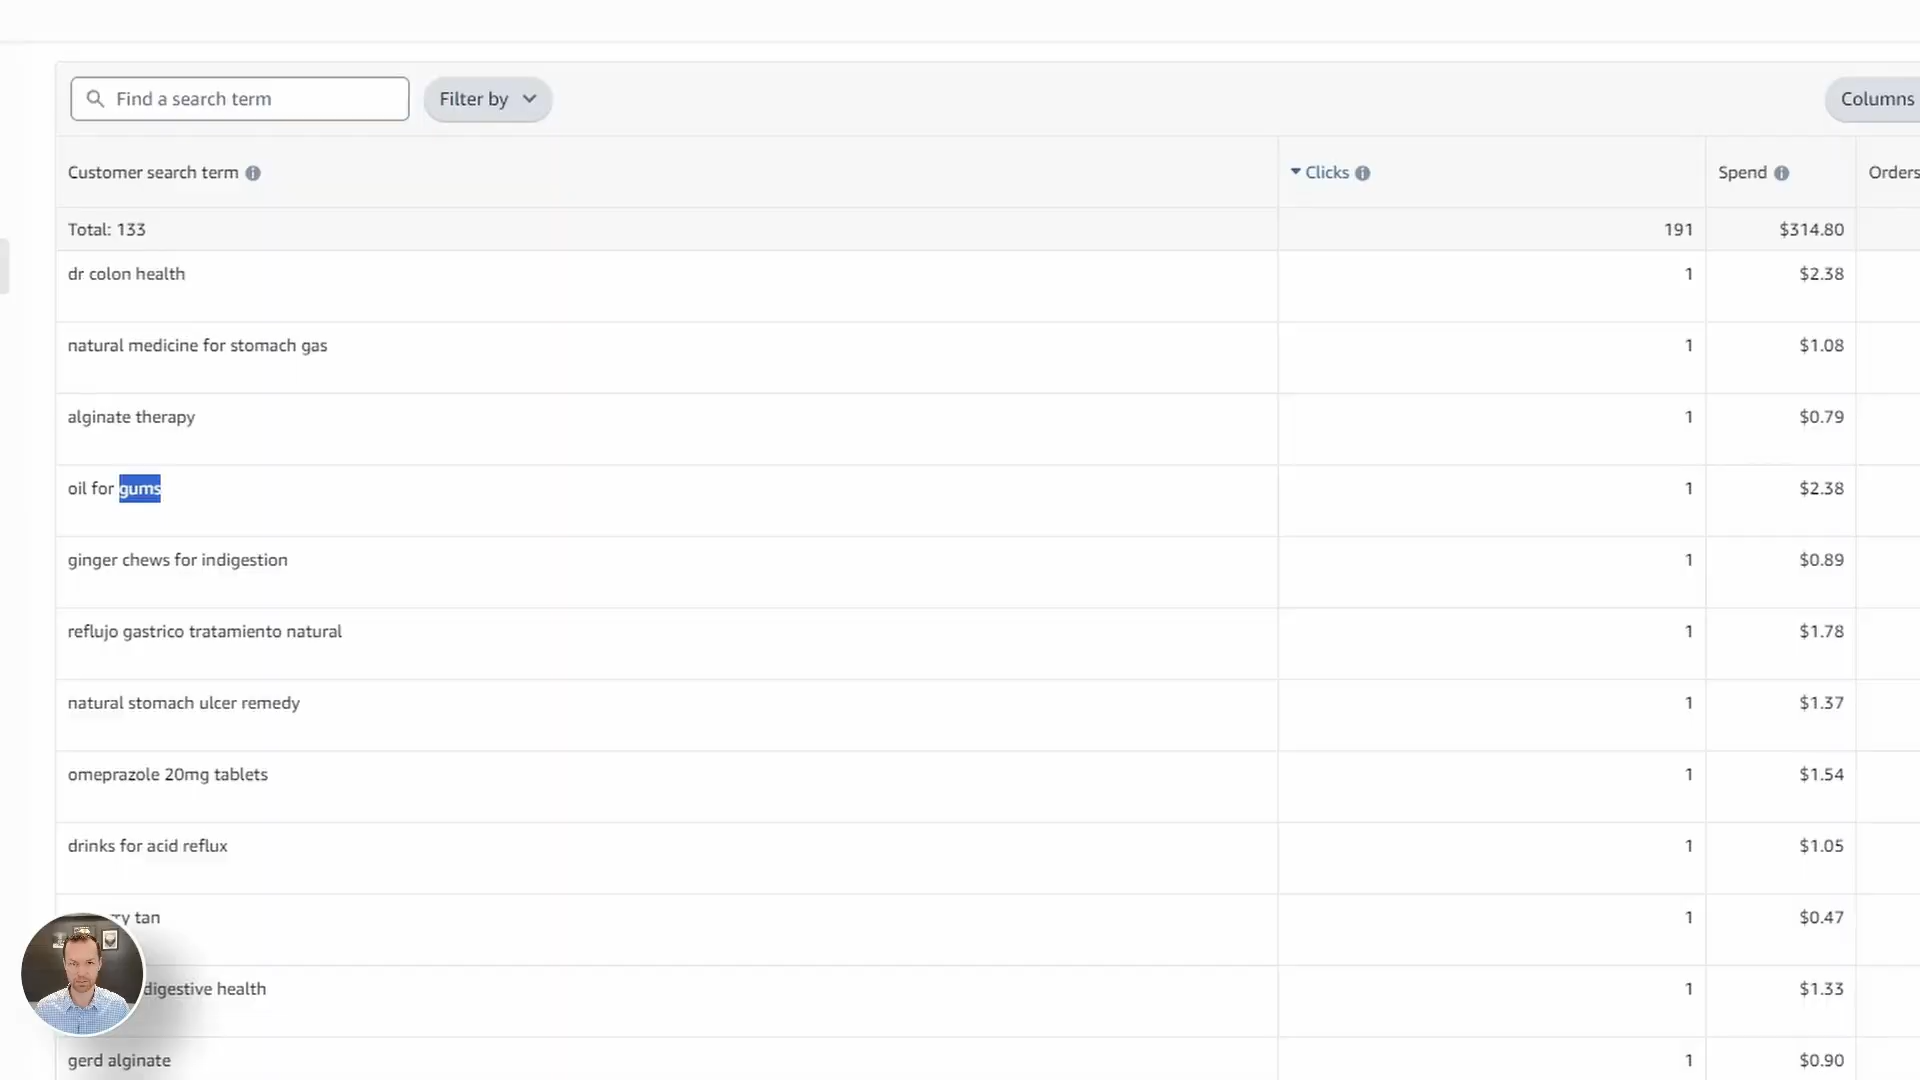 Find a search term
Filter by
Columns
Customer search term
Clicks
Spend
Orders
Total: 133
191
$314.80
dr colon health
1
$2.38
natural medicine for stomach gas
1
$1.08
alginate therapy
1
$0.79
oil for gums
1
$2.38
ginger chews for indigestion
1
$0.89
reflujo gastrico tratamiento natural
1
$1.78
natural stomach ulcer remedy
1
$1.37
omeprazole 20mg tablets
1
$1.54
drinks for acid reflux
1
$1.05
tan
1
$0.47
digestive health
1
$1.33
gerd alginate
1
$0.90